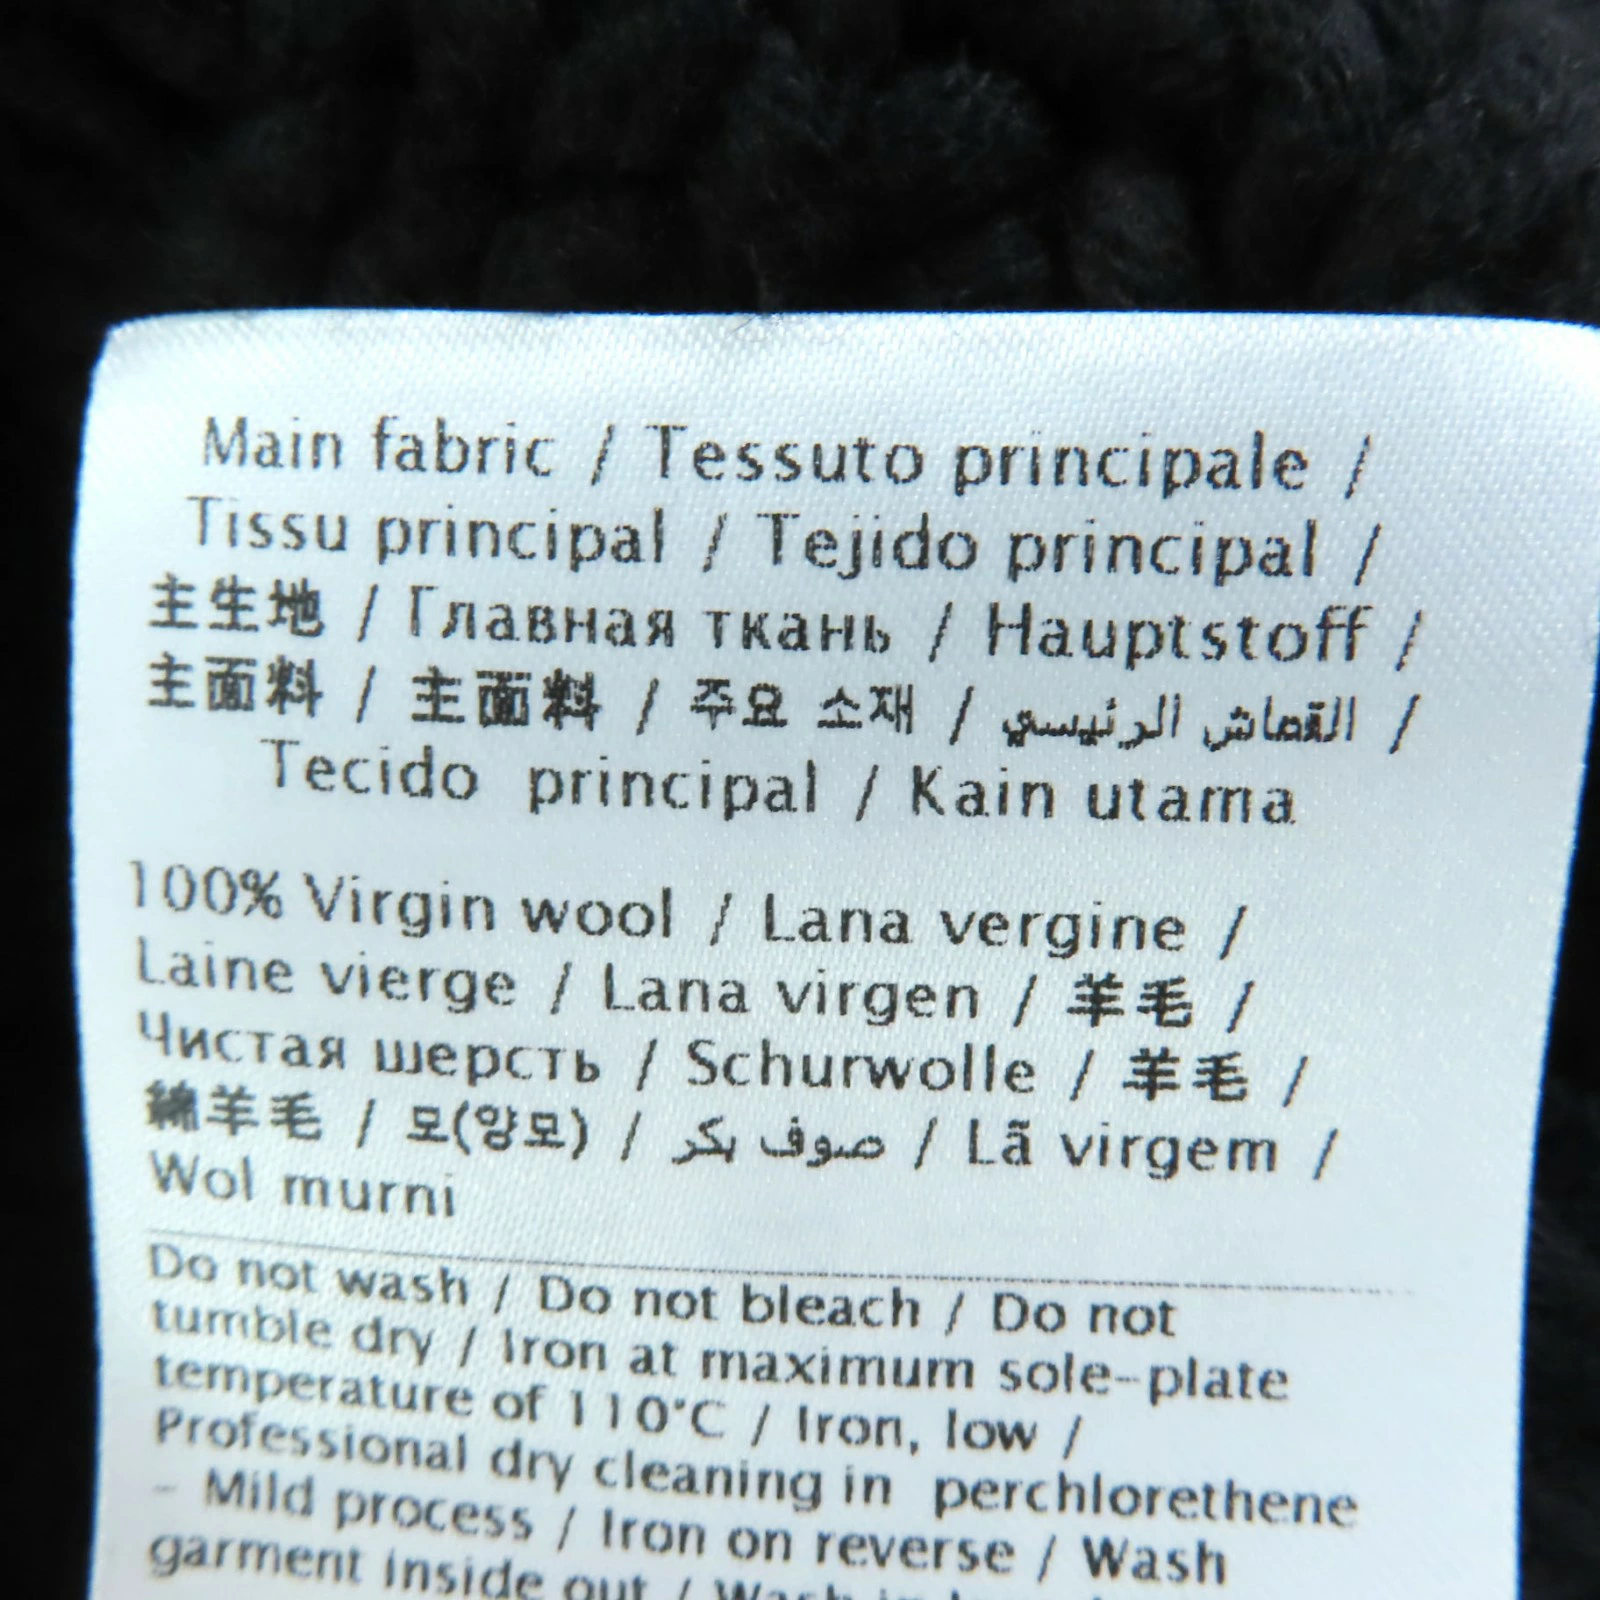 Main fabric / Tessuto principale /
Tissu principal / Tejido principal /
主生地 / Главная ткань / Hauptstoff /
主面料 / 主面料 / 주요 소재 / القماش الرئيسي /
Tecido principal / Kain utama
100% Virgin wool / Lana vergine /
Laine vierge / Lana virgen / 羊毛 /
Чистая шерсть / Schurwolle / 羊毛 /
綿羊毛 / 모(양모) / صوف بكر / Lã virgem /
Wol murni
Do not wash / Do not bleach / Do not
tumble dry / Iron at maximum sole-plate
temperature of 110°C / Iron, low /
Professional dry cleaning in perchlorethene
- Mild process / Iron on reverse / Wash
garment inside out / Wash in